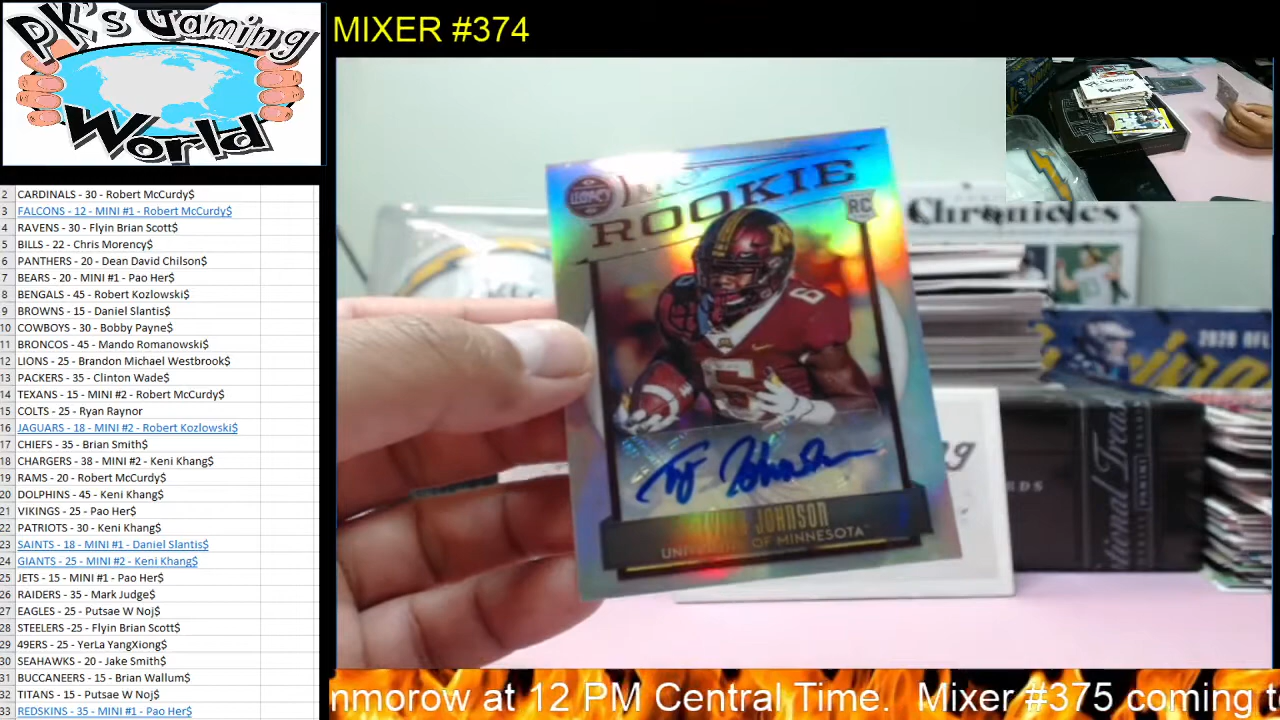 PK's Gaming
World
MIXER #374
2 CARDINALS - 30 - Robert McCurdy$
3 FALCONS - 12 - MINI #1 - Robert McCurdy$
4 RAVENS - 30 - Flyin Brian Scott$
5 BILLS - 22 - Chris Morency$
6 PANTHERS - 20 - Dean David Chilson$
7 BEARS - 20 - MINI #1 - Pao Her$
8 BENGALS - 45 - Robert Kozlowski$
9 BROWNS - 15 - Daniel Slantis$
10 COWBOYS - 30 - Bobby Payne$
11 BRONCOS - 45 - Mando Romanowski$
12 LIONS - 25 - Brandon Michael Westbrook$
13 PACKERS - 35 - Clinton Wade$
14 TEXANS - 15 - MINI #2 - Robert McCurdy$
15 COLTS - 25 - Ryan Raynor
16 JAGUARS - 18 - MINI #2 - Robert Kozlowski$
17 CHIEFS - 35 - Brian Smith$
18 CHARGERS - 38 - MINI #2 - Keni Khang$
19 RAMS - 20 - Robert McCurdy$
20 DOLPHINS - 45 - Keni Khang$
21 VIKINGS - 25 - Pao Her$
22 PATRIOTS - 30 - Keni Khang$
23 SAINTS - 18 - MINI #1 - Daniel Slantis$
24 GIANTS - 25 - MINI #2 - Keni Khang$
25 JETS - 15 - MINI #1 - Pao Her$
26 RAIDERS - 35 - Mark Judge$
27 EAGLES - 25 - Putsae W Noj$
28 STEELERS -25 - Flyin Brian Scott$
29 49ERS - 25 - YerLa YangXiong$
30 SEAHAWKS - 20 - Jake Smith$
31 BUCCANEERS - 15 - Brian Wallum$
32 TITANS - 15 - Putsae W Noj$
33 REDSKINS - 35 - MINI #1 - Pao Her$
ROOKIE
RC
6
JOHNSON
OF MINNESOTA
Chronicles
nmorow at 12 PM Central Time. Mixer #375 coming t